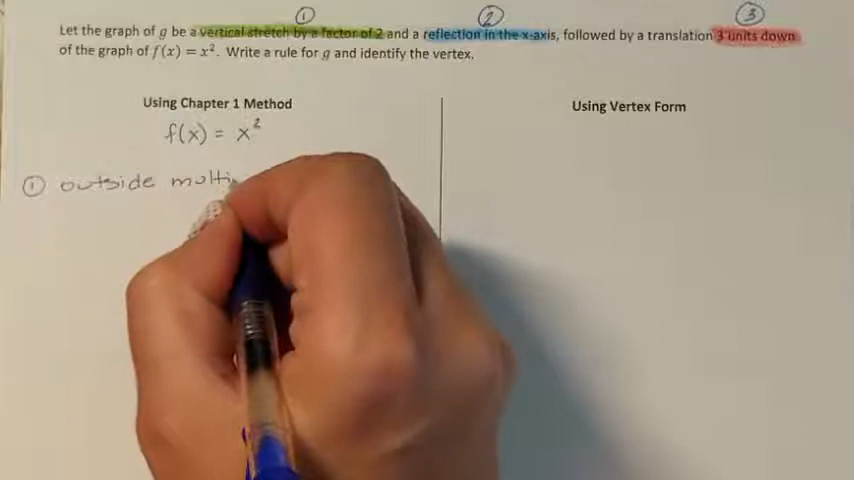 ① ② ③
Let the graph of g be a vertical stretch by a factor of 2 and a reflection in the x-axis, followed by a translation 3 units down
of the graph of f(x) = x². Write a rule for g and identify the vertex.
Using Chapter 1 Method
Using Vertex Form
f(x) = x²
① outside multi